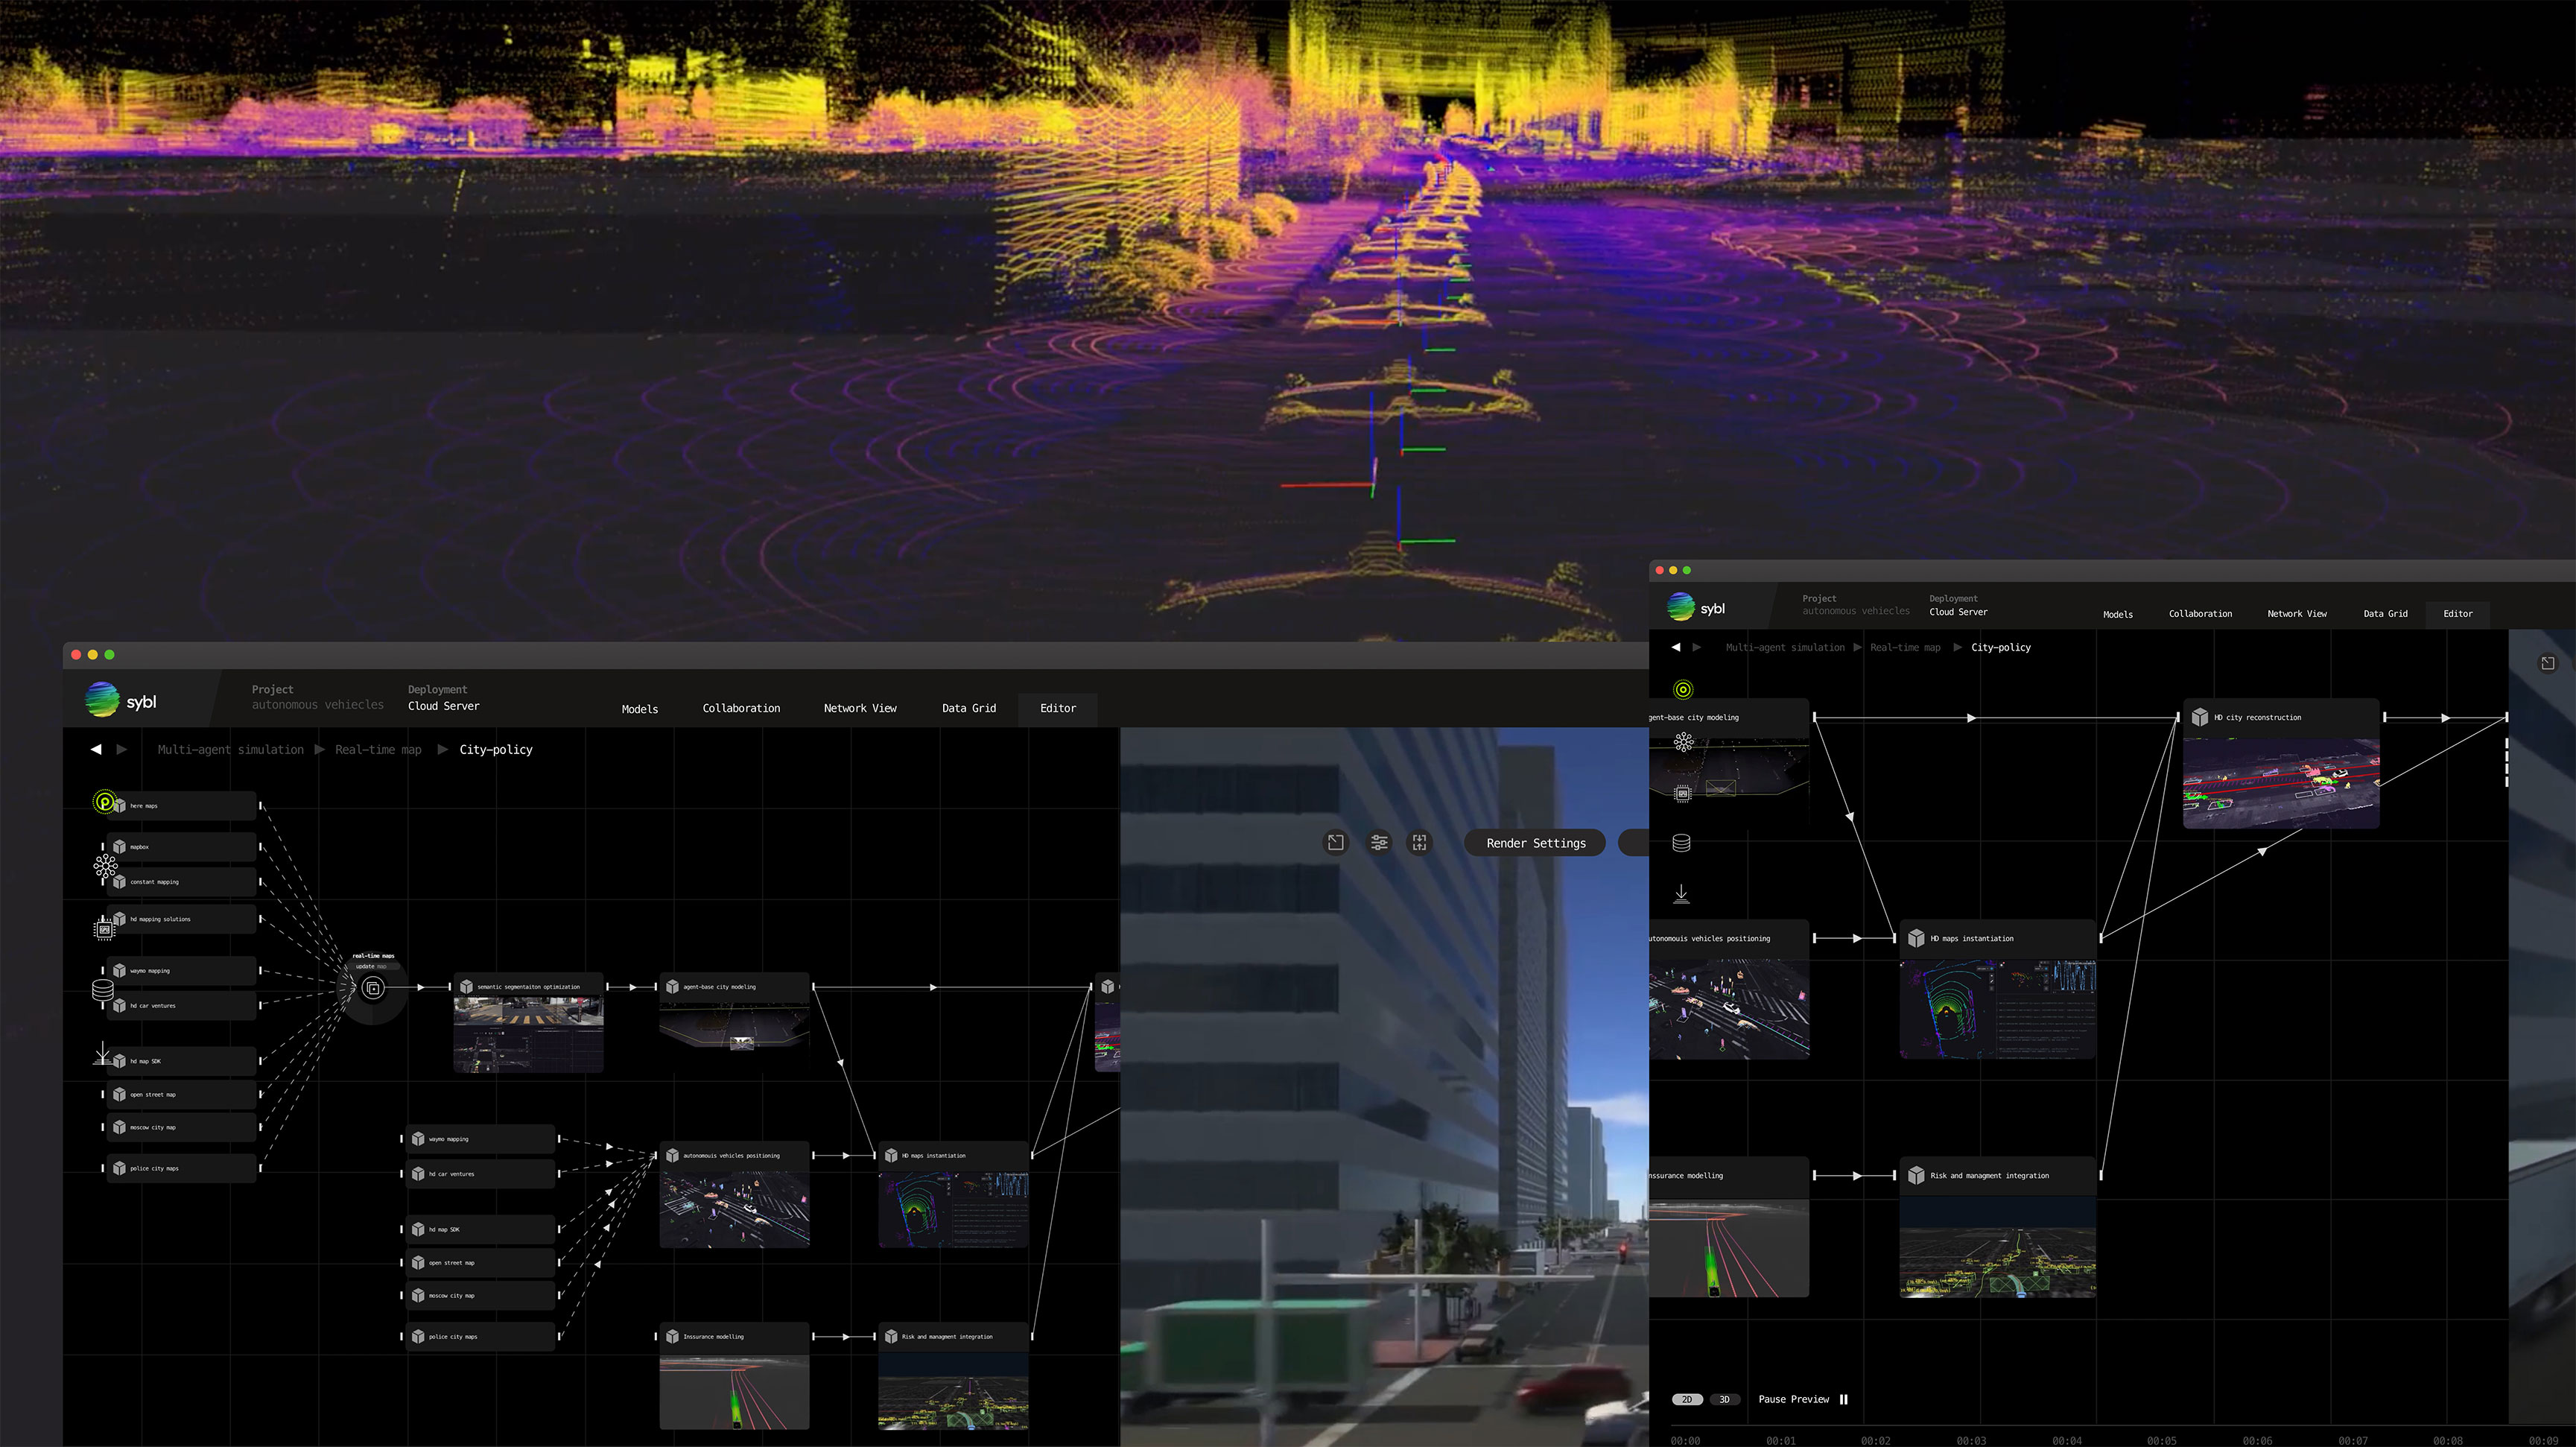 sybl
Project
autonomous vehiecles
Deployment
Cloud Server
Models
Collaboration
Network View
Data Grid
Editor
Multi-agent simulation
Real-time map
City-policy
here maps
mapbox
constant mapping
hd mapping solutions
waymo mapping
hd car ventures
hd map SDK
open street map
moscow city map
police city maps
real-time maps
update map
semantic segmentaiton optimization
agent-base city modeling
waymo mapping
hd car ventures
hd map SDK
open street map
moscow city map
police city maps
autonomouis vehicles positioning
HD maps instantiation
Inssurance modelling
Risk and managment integration
Render Settings
sybl
Project
autonomous vehiecles
Deployment
Cloud Server
Models
Collaboration
Network View
Data Grid
Editor
Multi-agent simulation
Real-time map
City-policy
gent-base city modeling
HD city reconstruction
utonomouis vehicles positioning
HD maps instantiation
nssurance modelling
Risk and managment integration
2D
3D
Pause Preview
00:00
00:01
00:02
00:03
00:04
00:05
00:06
00:07
00:08
00:09